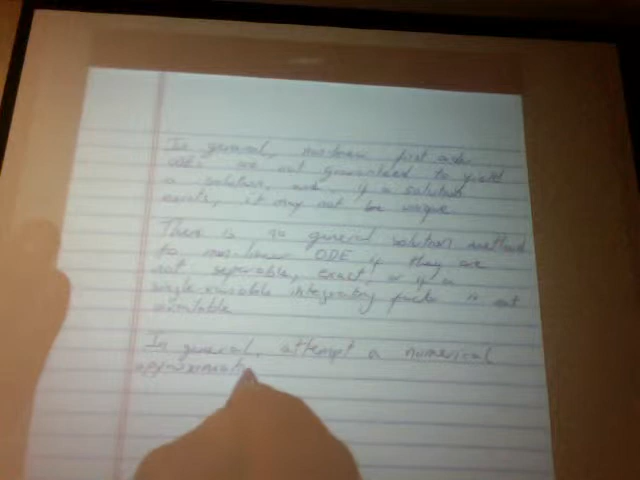 In general, non-linear first order
ODEs are not guaranteed to yield
a solution, and, if a solution
exists, it may not be unique.
There is no general solution method
to non-linear ODE if they are
not separable, exact, or if a
single-variable integrating factor is not
available
In general, attempt a numerical
approximat